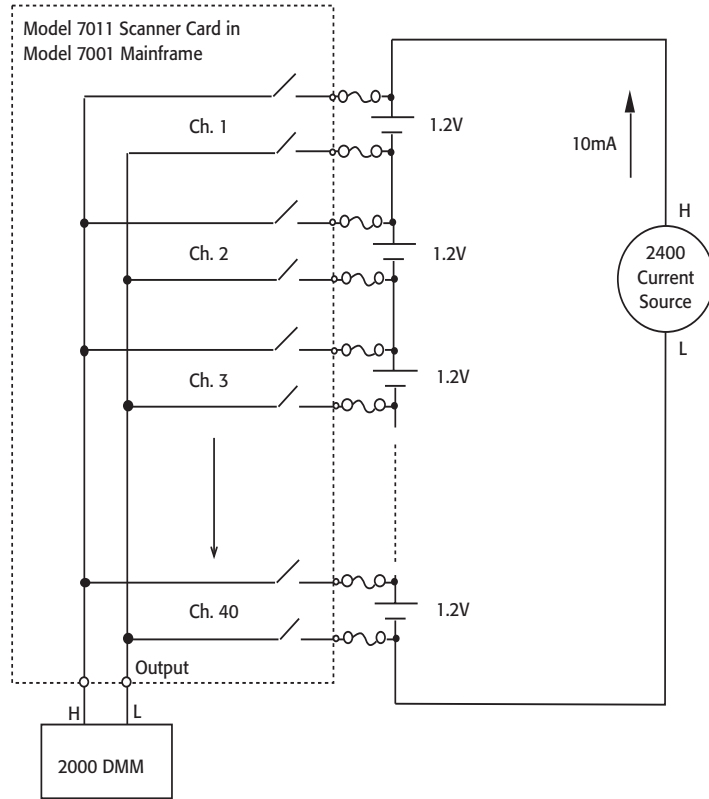 Model 7011 Scanner Card in
Model 7001 Mainframe
Ch. 1
1.2V
10mA
H
2400
Current
Source
L
Ch. 2
1.2V
Ch. 3
1.2V
Ch. 40
1.2V
Output
H
L
2000 DMM